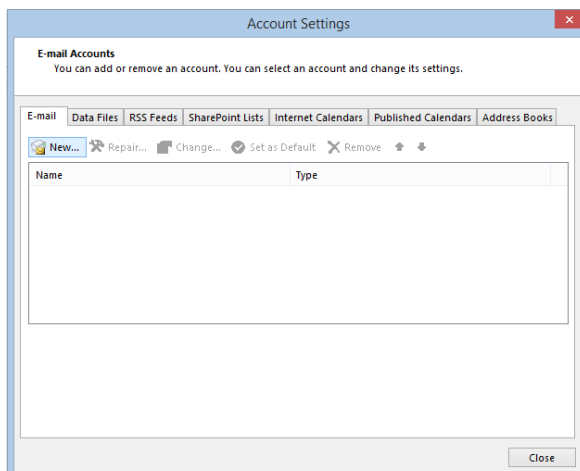 Account Settings
E-mail Accounts
You can add or remove an account. You can select an account and change its settings.
E-mail Data Files RSS Feeds SharePoint Lists Internet Calendars Published Calendars Address Books
New... Repair... Change... Set as Default Remove
Name Type
Close